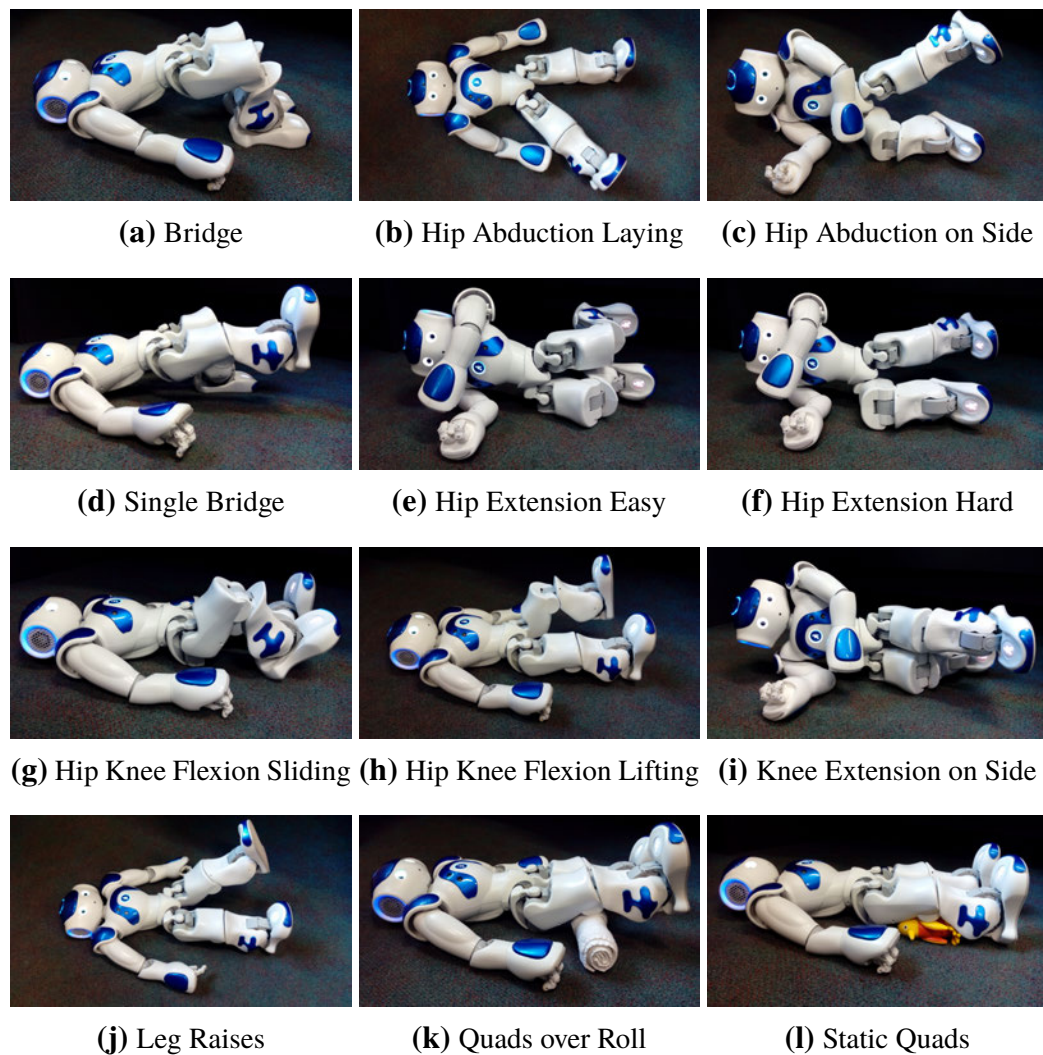 (a) Bridge
(b) Hip Abduction Laying
(c) Hip Abduction on Side
(d) Single Bridge
(e) Hip Extension Easy
(f) Hip Extension Hard
(g) Hip Knee Flexion Sliding
(h) Hip Knee Flexion Lifting
(i) Knee Extension on Side
(j) Leg Raises
(k) Quads over Roll
(l) Static Quads